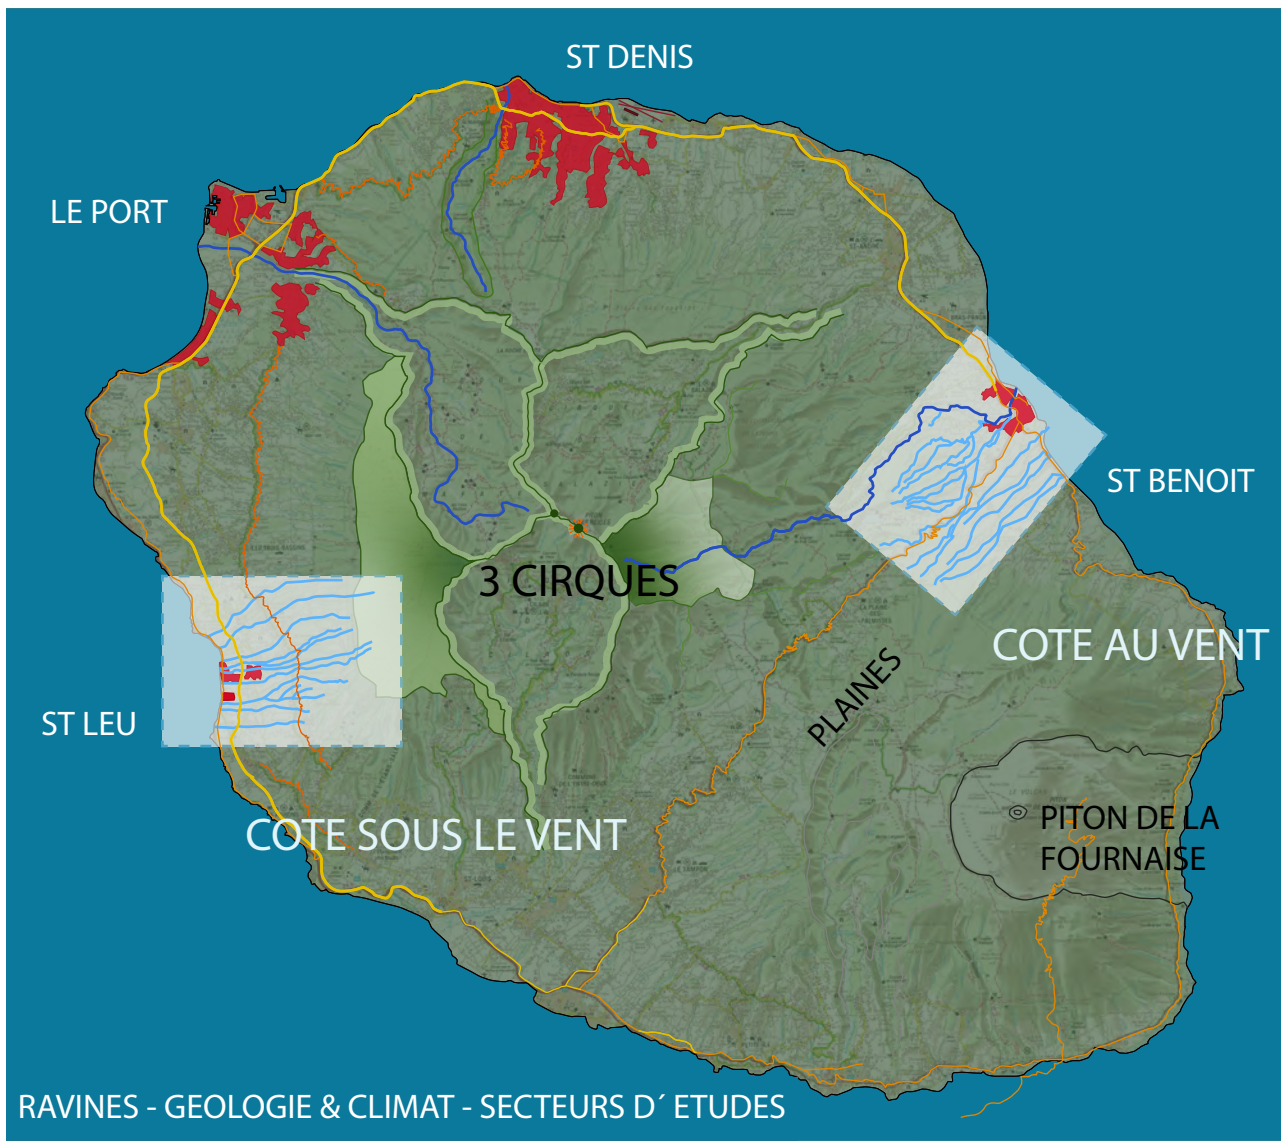 ST DENIS
LE PORT
ST BENOIT
3 CIRQUES
COTE AU VENT
PLAINES
ST LEU
PITON DE LA
FOURNAISE
COTE SOUS LE VENT
RAVINES - GEOLOGIE & CLIMAT - SECTEURS D´ ETUDES